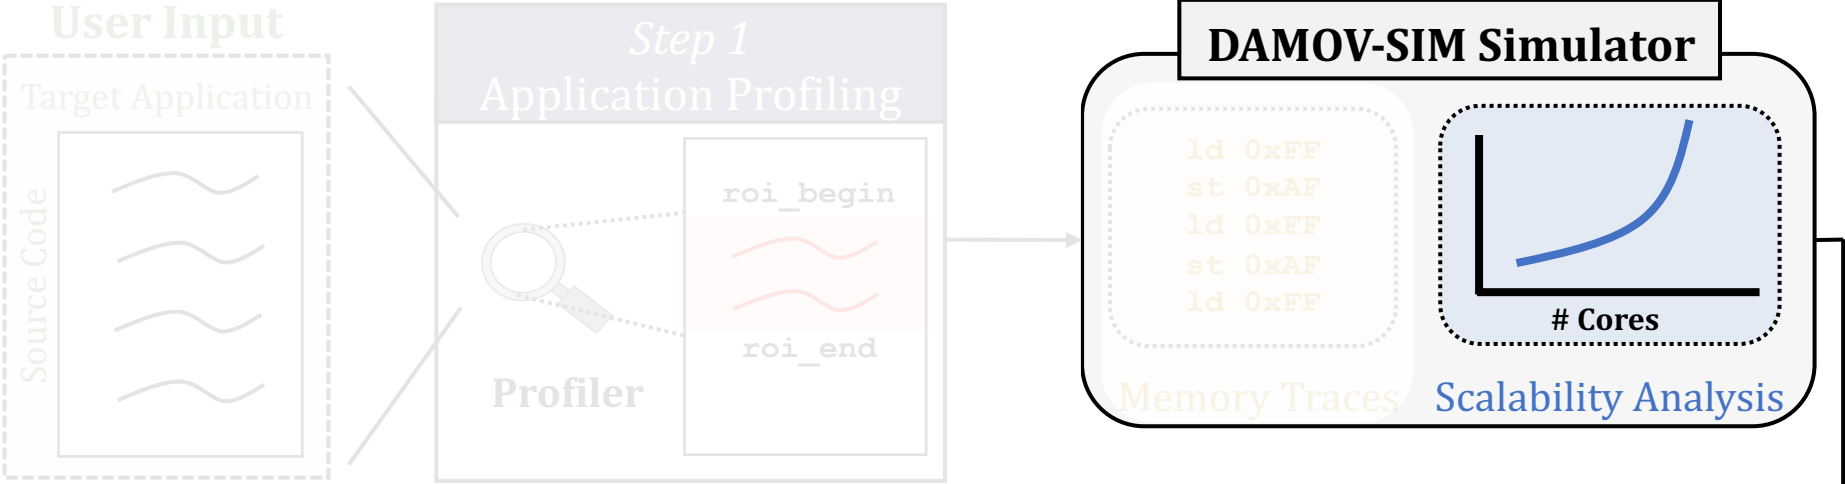 User Input
Target Application
Source Code
Step 1
Application Profiling
roi_begin
roi_end
Profiler
DAMOV-SIM Simulator
ld 0xFF
st 0xAF
ld 0xFF
st 0xAF
ld 0xFF
Memory Traces
# Cores
Scalability Analysis